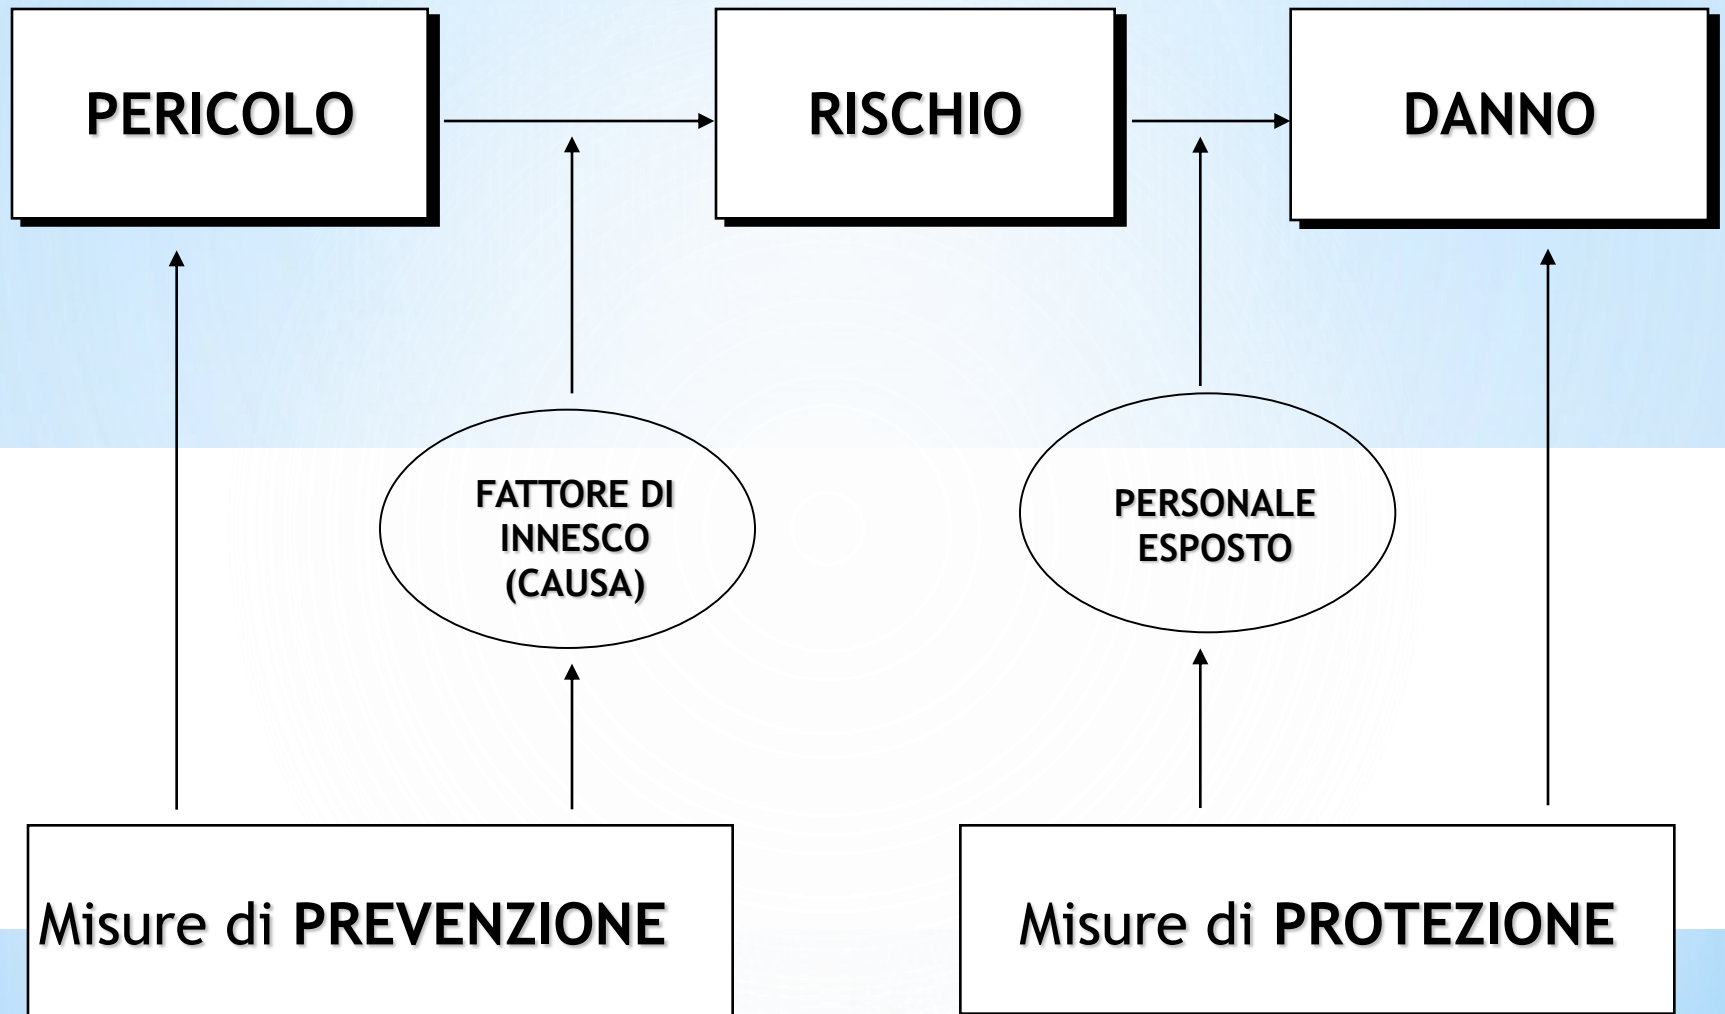 PERICOLO
RISCHIO
DANNO
FATTORE DI
INNESCO
(CAUSA)
PERSONALE
ESPOSTO
Misure di PREVENZIONE
Misure di PROTEZIONE